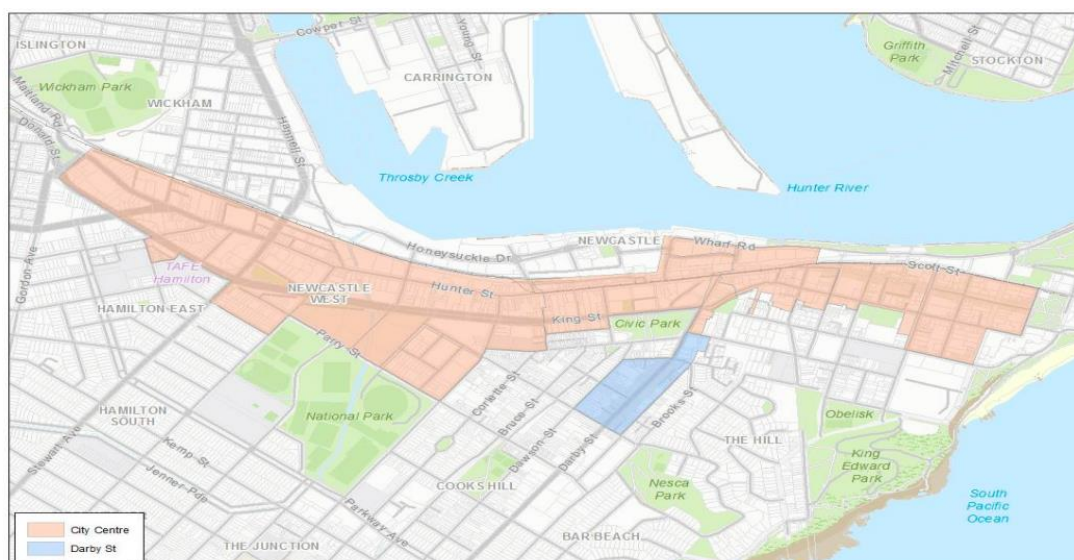 Cowper St
Young St
ISLINGTON
CARRINGTON
Griffith
Park
Mitchell St
STOCKTON
Wickham Park
WICKHAM
Maitland Rd
Donald St
Hannell St
Throsby Creek
Hunter River
Honeysuckle Dr
NEWCASTLE
Wharf Rd
Scott St
Gordon Ave
TAFE
Hamilton
NEWCASTLE
WEST
Hunter St
King St
Civic Park
HAMILTON EAST
Parry St
National Park
Corlette St
Bruce St
Dawson St
Darby St
Brooks St
HAMILTON
SOUTH
Stewart Ave
Kemp St
Jenner Pde
Parkway Ave
COOKS HILL
THE HILL
Obelisk
King
Edward
Park
Nesca
Park
South
Pacific
Ocean
THE JUNCTION
BAR BEACH
City Centre
Darby St